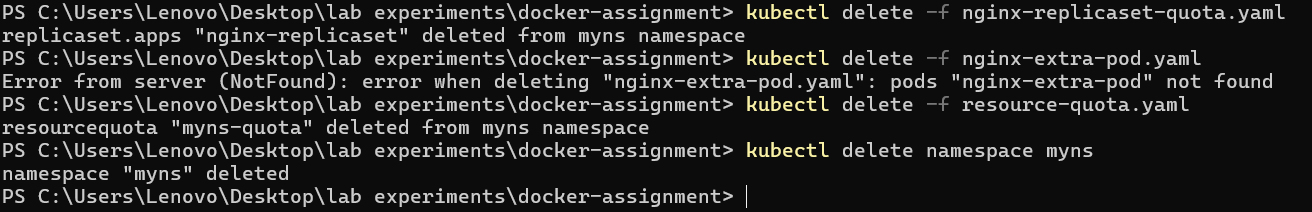 PS C:\Users\Lenovo\Desktop\lab experiments\docker-assignment> kubectl delete -f nginx-replicaset-quota.yaml
replicaset.apps "nginx-replicaset" deleted from myns namespace
PS C:\Users\Lenovo\Desktop\lab experiments\docker-assignment> kubectl delete -f nginx-extra-pod.yaml
Error from server (NotFound): error when deleting "nginx-extra-pod.yaml": pods "nginx-extra-pod" not found
PS C:\Users\Lenovo\Desktop\lab experiments\docker-assignment> kubectl delete -f resource-quota.yaml
resourcequota "myns-quota" deleted from myns namespace
PS C:\Users\Lenovo\Desktop\lab experiments\docker-assignment> kubectl delete namespace myns
namespace "myns" deleted
PS C:\Users\Lenovo\Desktop\lab experiments\docker-assignment>